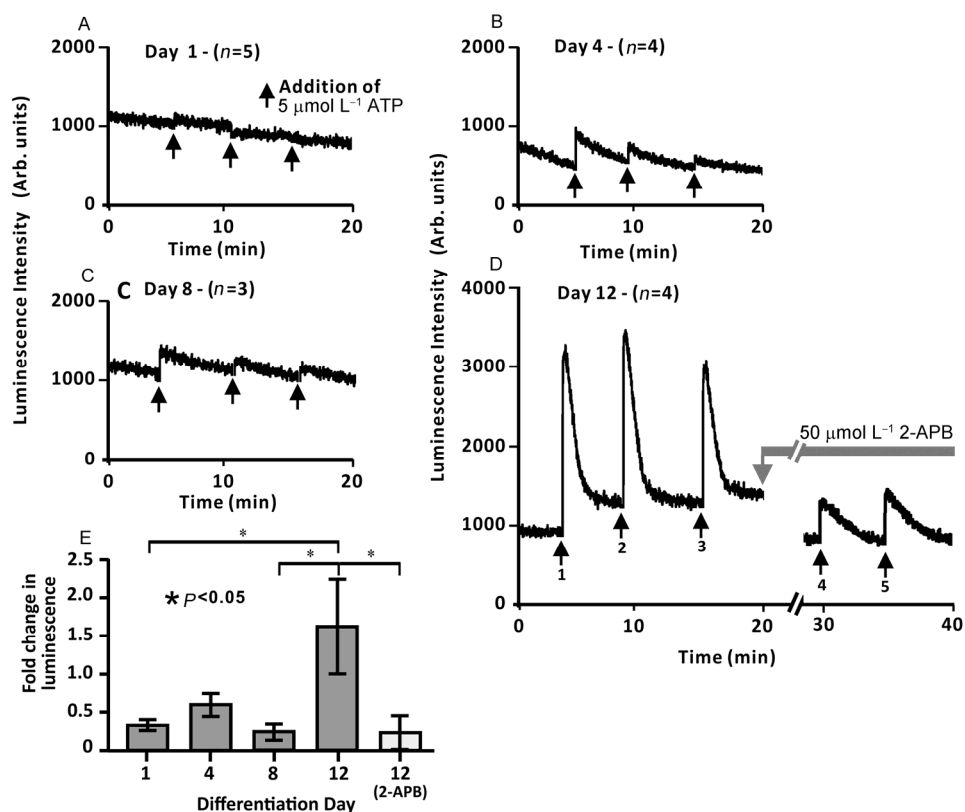 A
Day 1 - (n=5)
2000
1000
0
Addition of
5 µmol L⁻¹ ATP
0 10 20
Time (min)
B
Day 4 - (n=4)
2000
1000
0
0 10 20
Time (min)
C
C Day 8 - (n=3)
2000
1000
0
0 10 20
Time (min)
Luminescence Intensity (Arb. units)
D
Day 12 - (n=4)
4000
3000
2000
1000
0
50 µmol L⁻¹ 2-APB
1 2 3 4 5
0 10 20 30 40
Time (min)
Luminescence Intensity (Arb. units)
E
* * *
* P<0.05
2.5
2.0
1.5
1.0
0.5
0
Fold change in
luminescence
1 4 8 12 12
(2-APB)
Differentiation Day